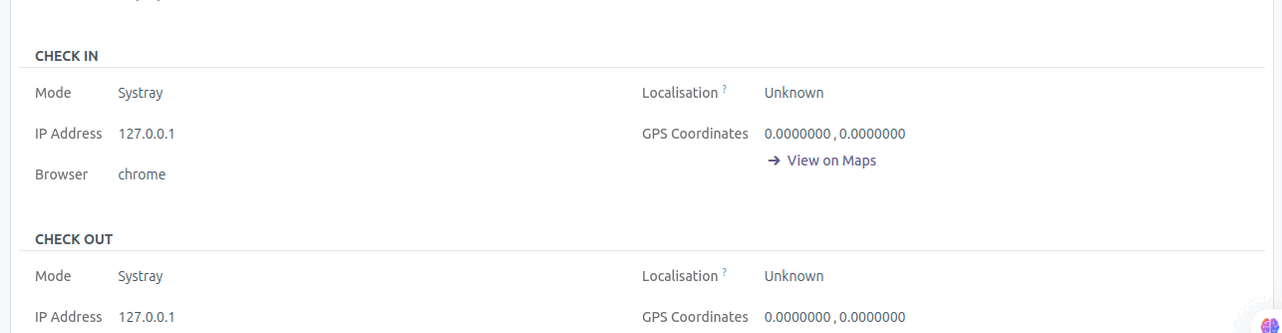 CHECK IN
Mode Systray Localisation ? Unknown
IP Address 127.0.0.1 GPS Coordinates 0.0000000 , 0.0000000
→ View on Maps
Browser chrome
CHECK OUT
Mode Systray Localisation ? Unknown
IP Address 127.0.0.1 GPS Coordinates 0.0000000 , 0.0000000